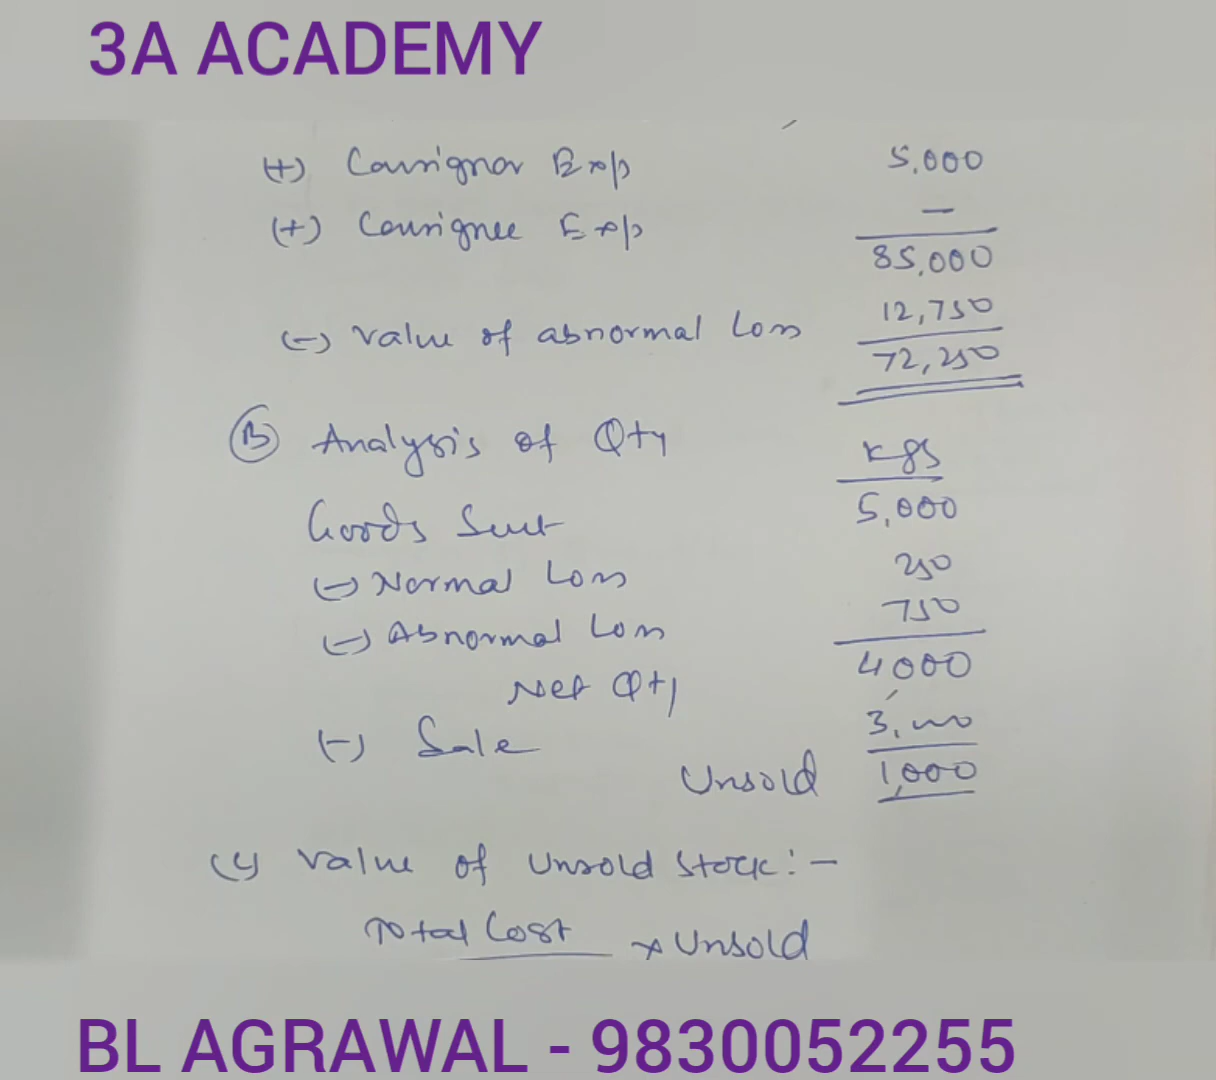 3A ACADEMY
(+) Consignor Exp 5,000
(+) Consignee Exp —
85,000
(-) Value of abnormal Loss 12,750
72,250
(B) Analysis of Qty Kgs
Goods Sent 5,000
(-) Normal Loss 250
(-) Abnormal Loss 750
Net Qty 4000
(-) Sale 3,000
Unsold 1,000
(C) Value of Unsold Stock:-
Total Cost × Unsold
BL AGRAWAL - 9830052255